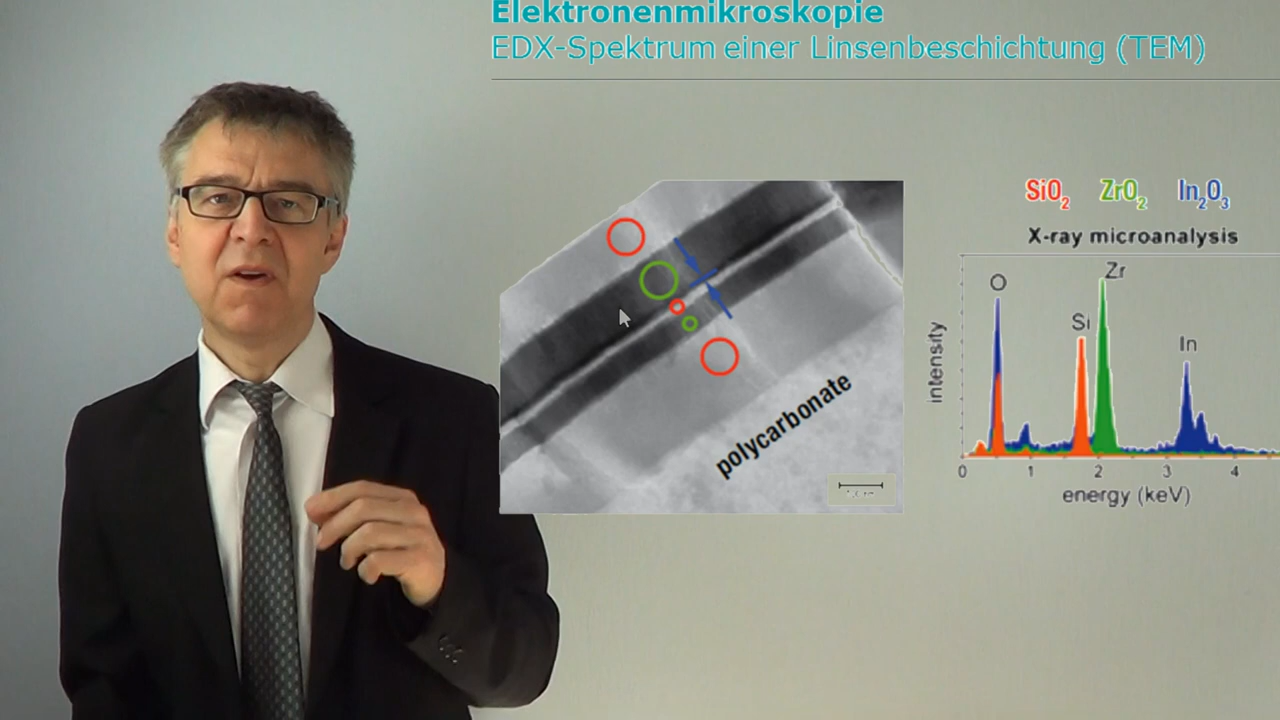 Elektronenmikroskopie
EDX-Spektrum einer Linsenbeschichtung (TEM)
SiO₂ ZrO₂ In₂O₃
X-ray microanalysis
O
Si
Zr
In
intensity
0 1 2 3 4
energy (keV)
polycarbonate